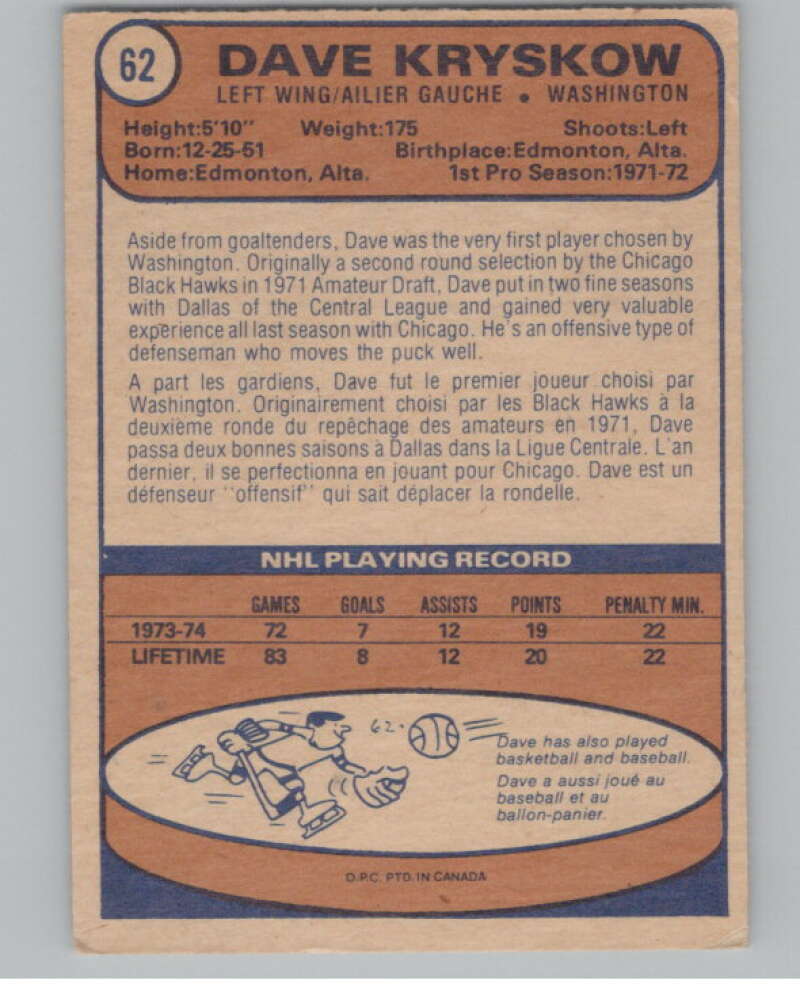 62
DAVE KRYSKOW
LEFT WING/AILIER GAUCHE • WASHINGTON
Height:5'10" Weight:175 Shoots:Left
Born:12-25-51 Birthplace:Edmonton, Alta.
Home:Edmonton, Alta. 1st Pro Season:1971-72
Aside from goaltenders, Dave was the very first player chosen by
Washington. Originally a second round selection by the Chicago
Black Hawks in 1971 Amateur Draft, Dave put in two fine seasons
with Dallas of the Central League and gained very valuable
experience all last season with Chicago. He's an offensive type of
defenseman who moves the puck well.
A part les gardiens, Dave fut le premier joueur choisi par
Washington. Originairement choisi par les Black Hawks à la
deuxième ronde du repêchage des amateurs en 1971, Dave
passa deux bonnes saisons à Dallas dans la Ligue Centrale. L'an
dernier, il se perfectionna en jouant pour Chicago. Dave est un
défenseur "offensif" qui sait déplacer la rondelle.
NHL PLAYING RECORD
GAMES GOALS ASSISTS POINTS PENALTY MIN.
1973-74 72 7 12 19 22
LIFETIME 83 8 12 20 22
62.
Dave has also played
basketball and baseball.
Dave a aussi joué au
baseball et au
ballon-panier.
O.P.C. PTD. IN CANADA